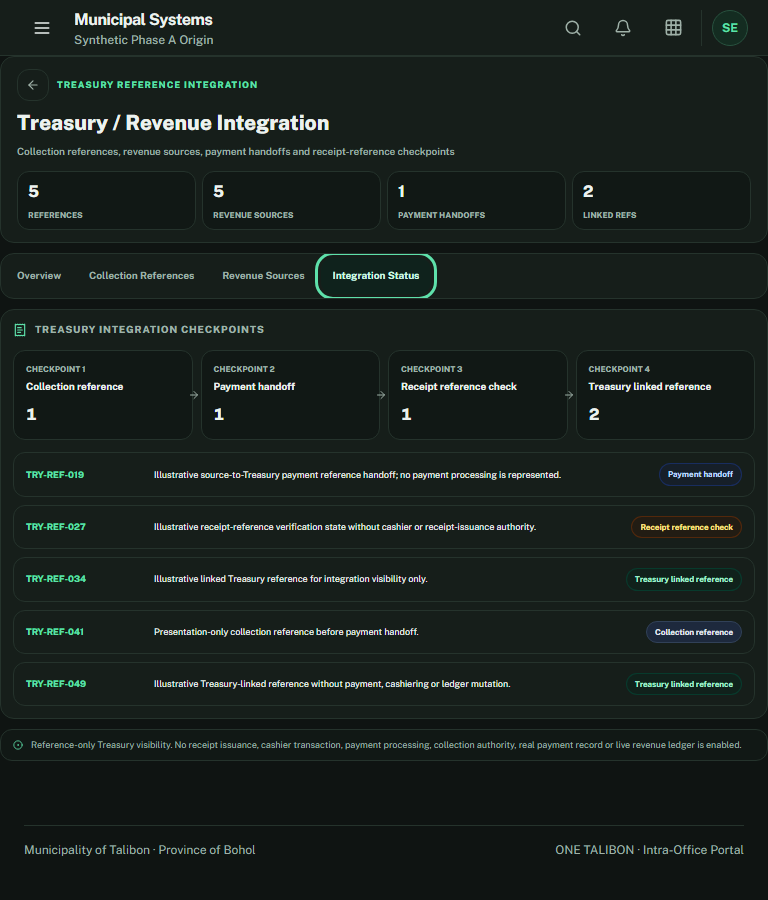 Municipal Systems
Synthetic Phase A Origin
SE
TREASURY REFERENCE INTEGRATION
Treasury / Revenue Integration
Collection references, revenue sources, payment handoffs and receipt-reference checkpoints
5
REFERENCES
5
REVENUE SOURCES
1
PAYMENT HANDOFFS
2
LINKED REFS
Overview
Collection References
Revenue Sources
Integration Status
TREASURY INTEGRATION CHECKPOINTS
CHECKPOINT 1
Collection reference
1
CHECKPOINT 2
Payment handoff
1
CHECKPOINT 3
Receipt reference check
1
CHECKPOINT 4
Treasury linked reference
2
TRY-REF-019 Illustrative source-to-Treasury payment reference handoff; no payment processing is represented. Payment handoff
TRY-REF-027 Illustrative receipt-reference verification state without cashier or receipt-issuance authority. Receipt reference check
TRY-REF-034 Illustrative linked Treasury reference for integration visibility only. Treasury linked reference
TRY-REF-041 Presentation-only collection reference before payment handoff. Collection reference
TRY-REF-049 Illustrative Treasury-linked reference without payment, cashiering or ledger mutation. Treasury linked reference
Reference-only Treasury visibility. No receipt issuance, cashier transaction, payment processing, collection authority, real payment record or live revenue ledger is enabled.
Municipality of Talibon · Province of Bohol
ONE TALIBON · Intra-Office Portal